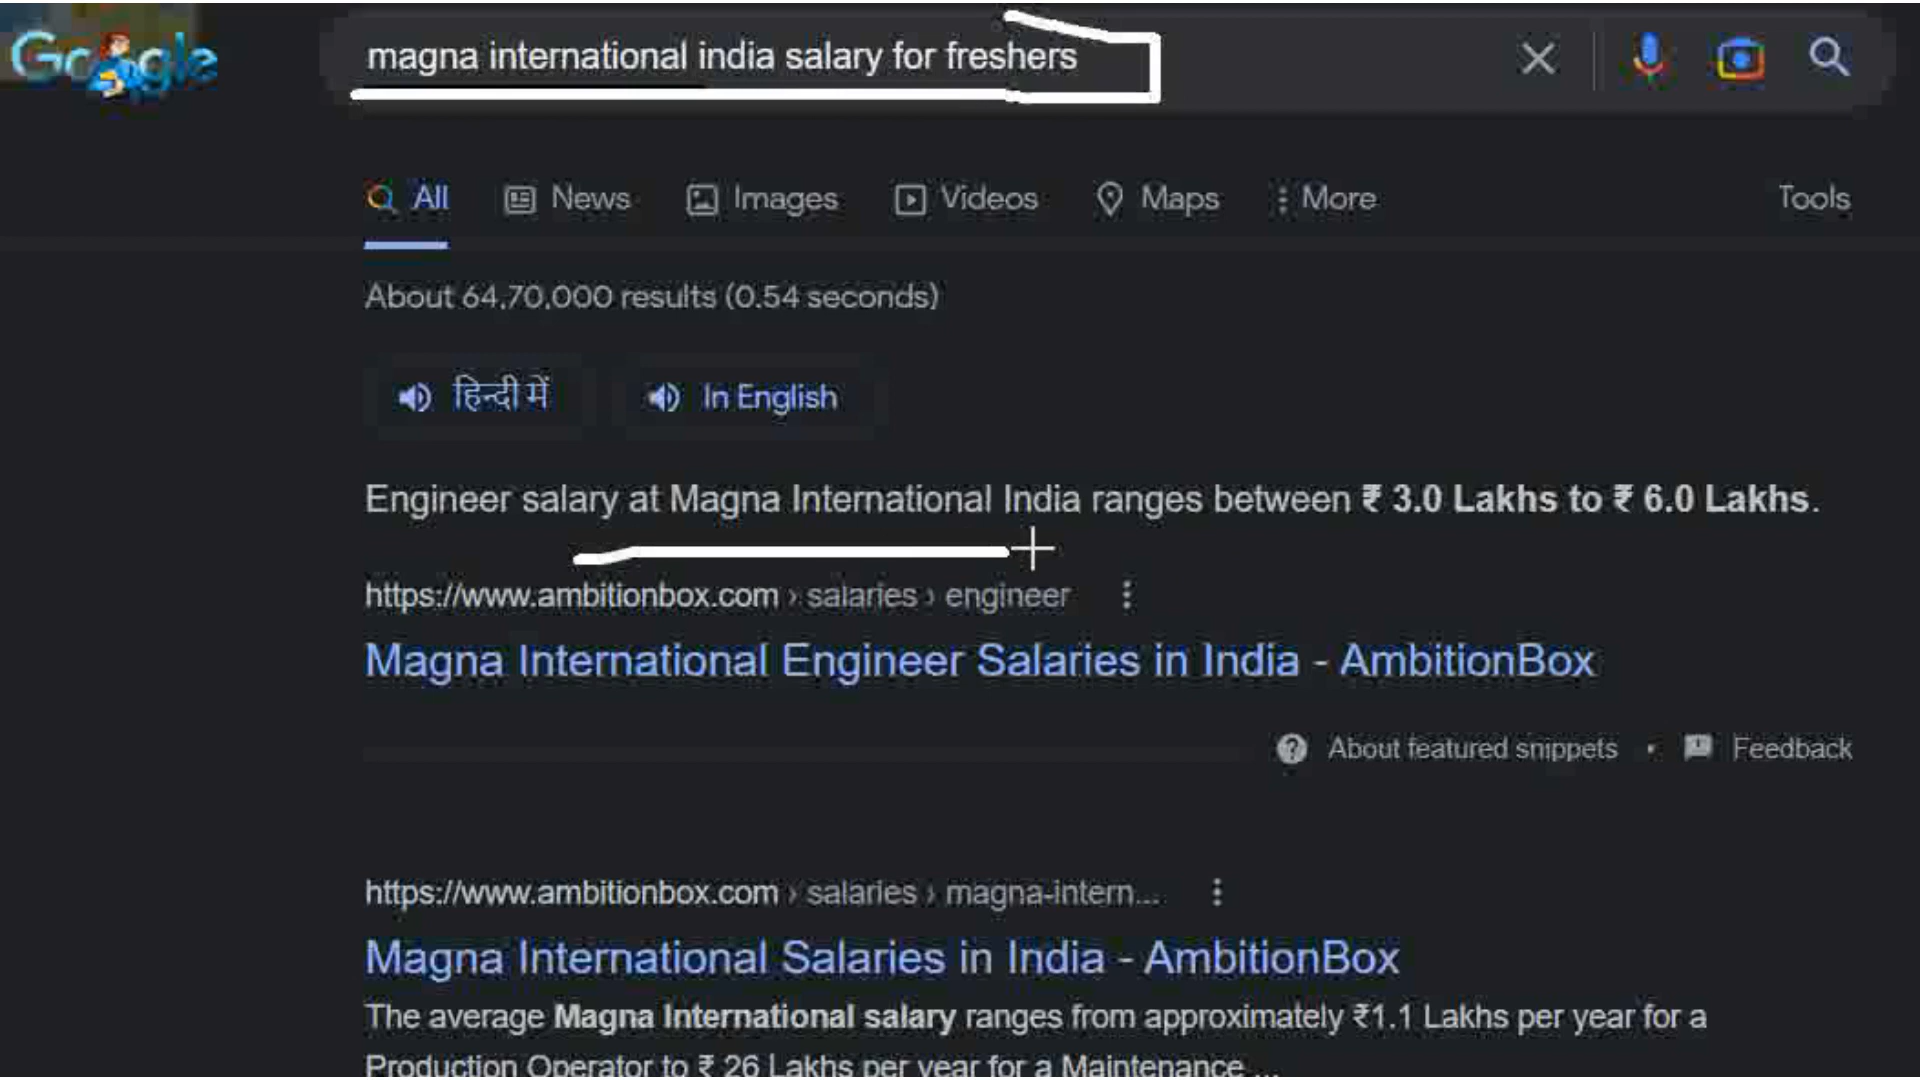 Google
magna international india salary for freshers
All News Images Videos Maps More Tools
About 64,70,000 results (0.54 seconds)
हिन्दी में In English
Engineer salary at Magna International India ranges between ₹ 3.0 Lakhs to ₹ 6.0 Lakhs.
https://www.ambitionbox.com › salaries › engineer
Magna International Engineer Salaries in India - AmbitionBox
About featured snippets • Feedback
https://www.ambitionbox.com › salaries › magna-intern...
Magna International Salaries in India - AmbitionBox
The average Magna International salary ranges from approximately ₹1.1 Lakhs per year for a
Production Operator to ₹ 26 Lakhs per year for a Maintenance ...